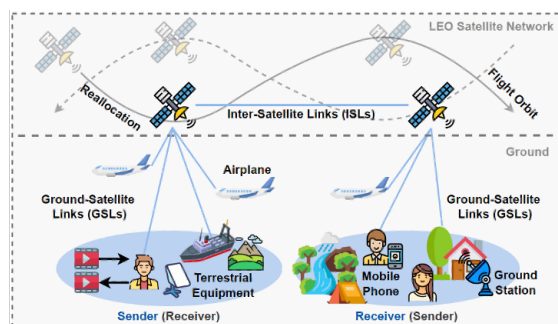 LEO Satellite Network
Reallocation
Inter-Satellite Links (ISLs)
Flight Orbit
Ground
Airplane
Ground-Satellite
Links (GSLs)
Ground-Satellite
Links (GSLs)
Terrestrial
Equipment
Mobile
Phone
Ground
Station
Sender (Receiver)
Receiver (Sender)